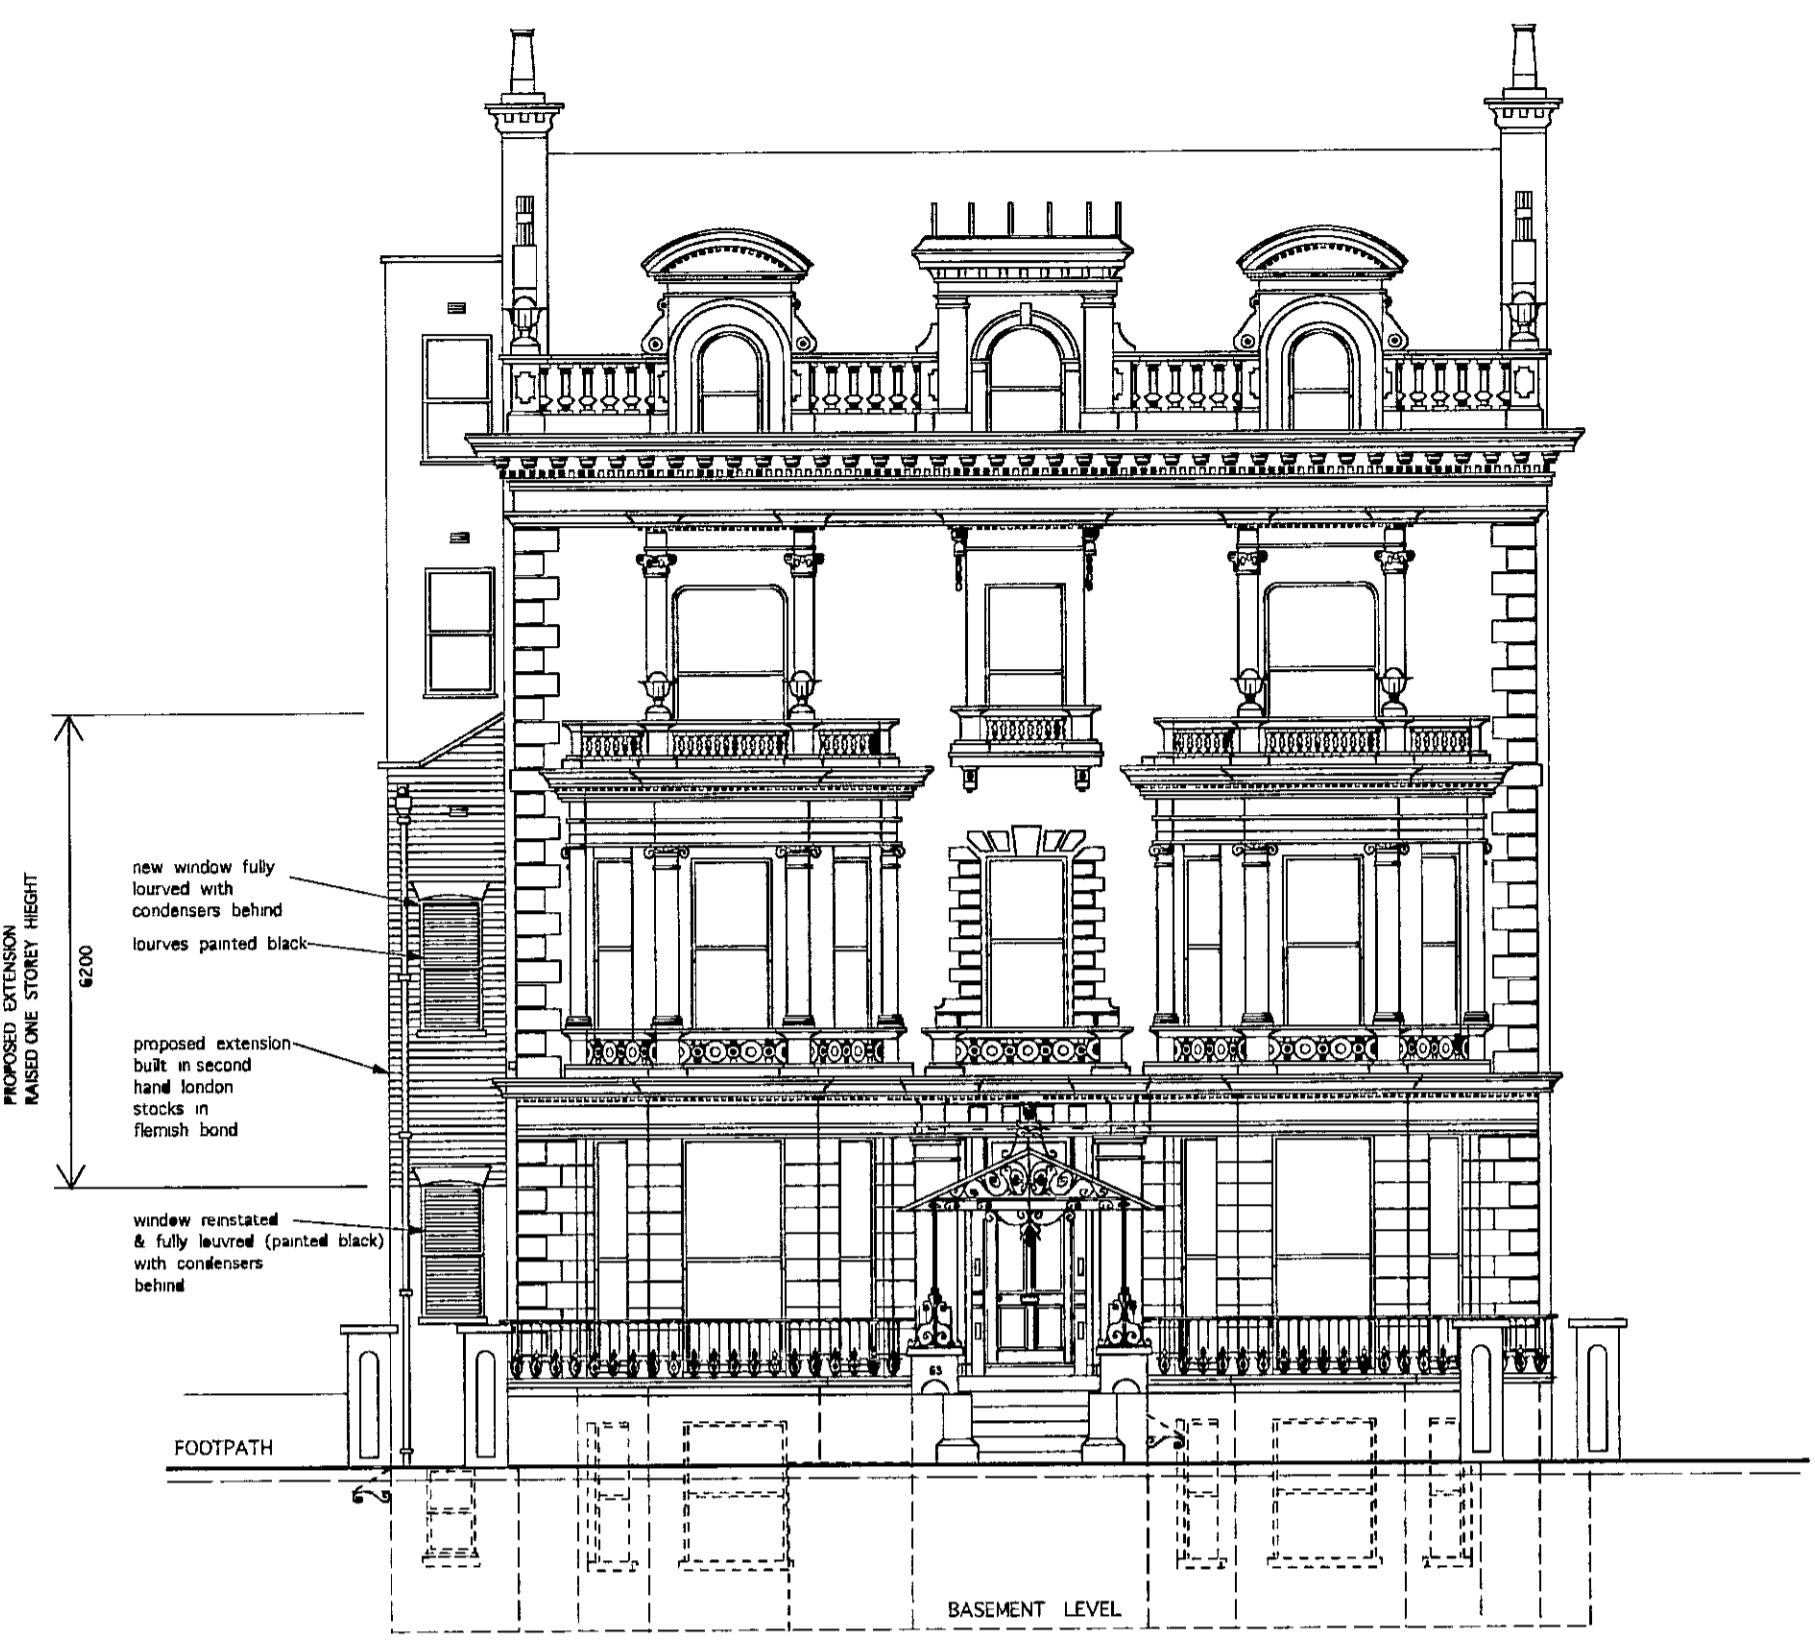 PROPOSED EXTENSION
RAISED ONE STOREY HIEGHT
6200
new window fully
lourved with
condensers behind
lourves painted black
proposed extension
built in second
hand london
stocks in
flemish bond
window reinstated
& fully louvred (painted black)
with condensers
behind
63
FOOTPATH
BASEMENT LEVEL